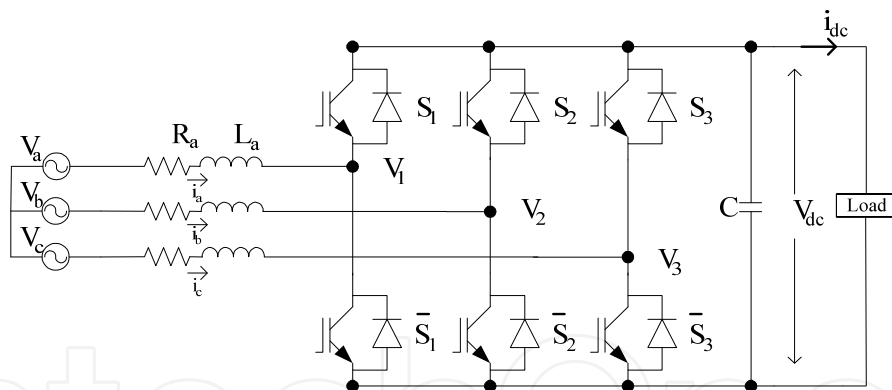 i_dc
S_1 S_2 S_3
V_a R_a L_a
V_1
i_a
V_b
V_2
i_b
C V_dc Load
V_c
V_3
i_c
S̅_1 S̅_2 S̅_3